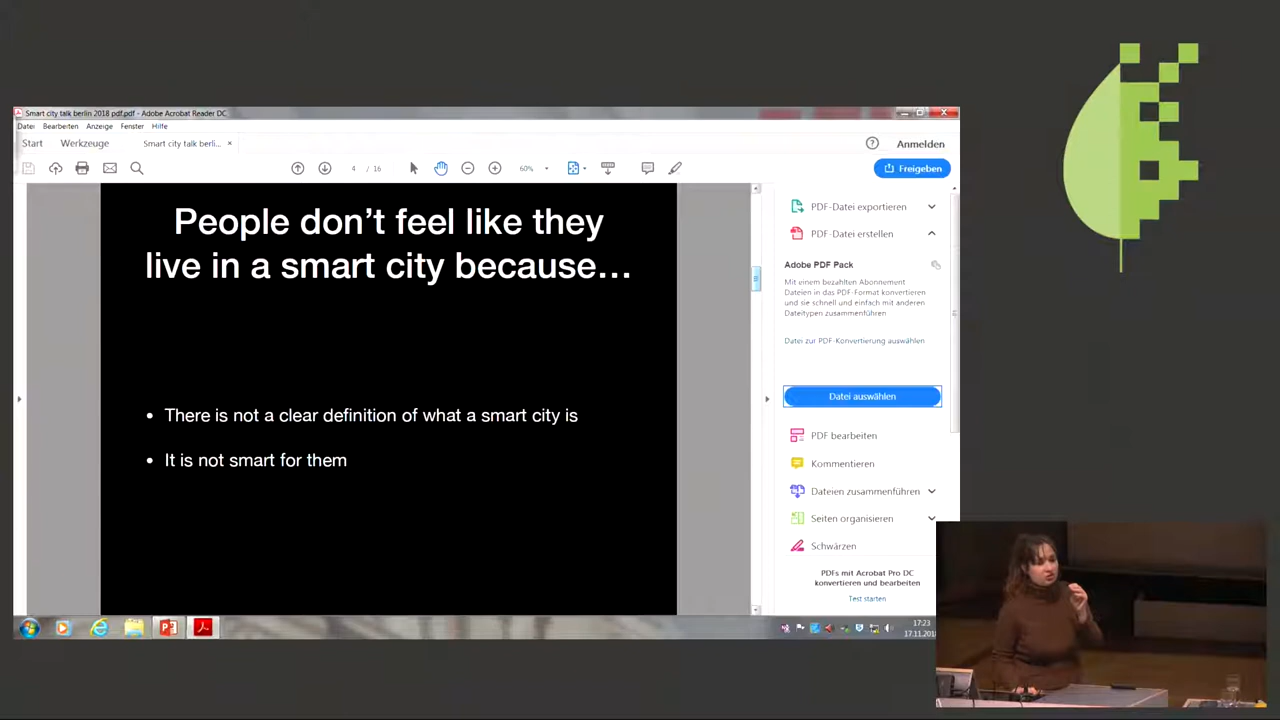 Smart city talk berlin 2018 pdf.pdf - Adobe Acrobat Reader DC
Datei Bearbeiten Anzeige Fenster Hilfe
Start Werkzeuge Smart city talk berli... × Anmelden
4 / 16 60% Freigeben
People don’t feel like they
live in a smart city because…
• There is not a clear definition of what a smart city is
• It is not smart for them
PDF-Datei exportieren
PDF-Datei erstellen
Adobe PDF Pack
Mit einem bezahlten Abonnement
Dateien in das PDF-Format konvertieren
und sie schnell und einfach mit anderen
Dateitypen zusammenführen
Datei zur PDF-Konvertierung auswählen
Datei auswählen
PDF bearbeiten
Kommentieren
Dateien zusammenführen
Seiten organisieren
Schwärzen
PDFs mit Acrobat Pro DC
konvertieren und bearbeiten
Test starten
17:23
17.11.201